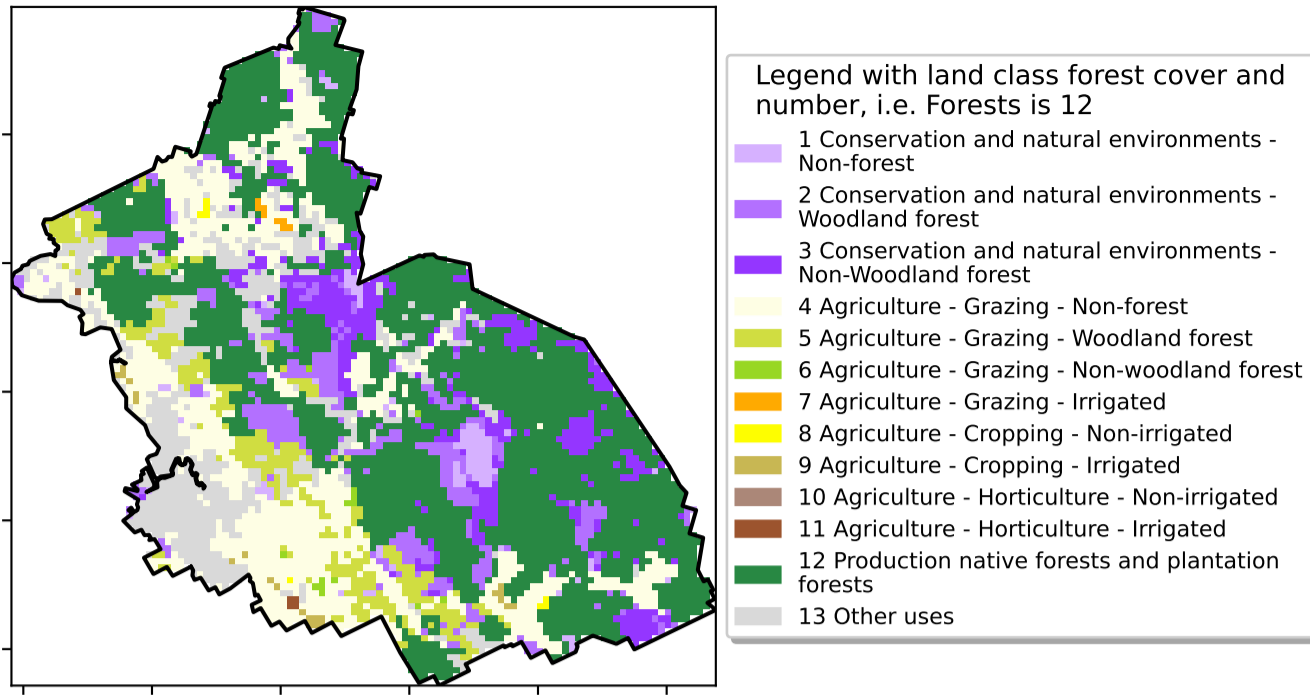 Legend with land class forest cover and
number, i.e. Forests is 12
1 Conservation and natural environments -
Non-forest
2 Conservation and natural environments -
Woodland forest
3 Conservation and natural environments -
Non-Woodland forest
4 Agriculture - Grazing - Non-forest
5 Agriculture - Grazing - Woodland forest
6 Agriculture - Grazing - Non-woodland forest
7 Agriculture - Grazing - Irrigated
8 Agriculture - Cropping - Non-irrigated
9 Agriculture - Cropping - Irrigated
10 Agriculture - Horticulture - Non-irrigated
11 Agriculture - Horticulture - Irrigated
12 Production native forests and plantation
forests
13 Other uses